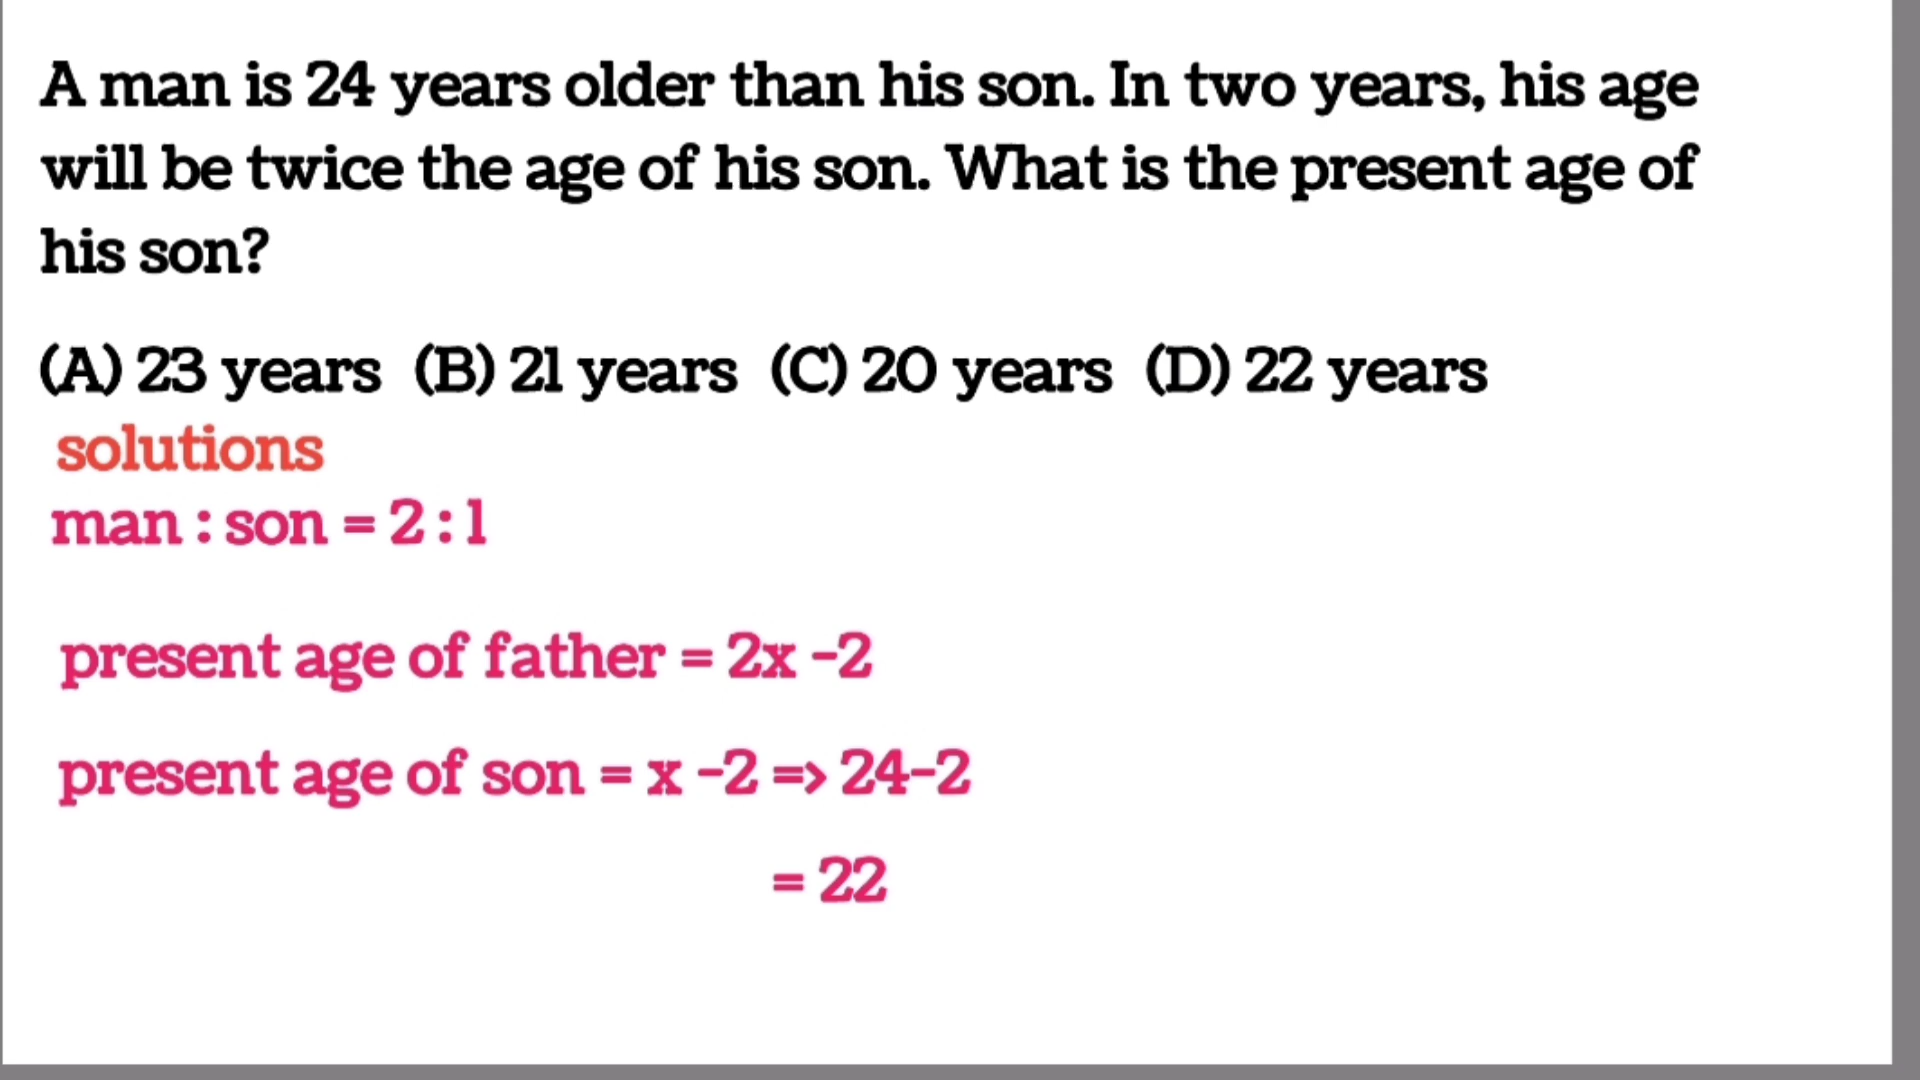 A man is 24 years older than his son. In two years, his age
will be twice the age of his son. What is the present age of
his son?
(A) 23 years (B) 21 years (C) 20 years (D) 22 years
solutions
man : son = 2 : 1
present age of father = 2x -2
present age of son = x -2 => 24-2
= 22